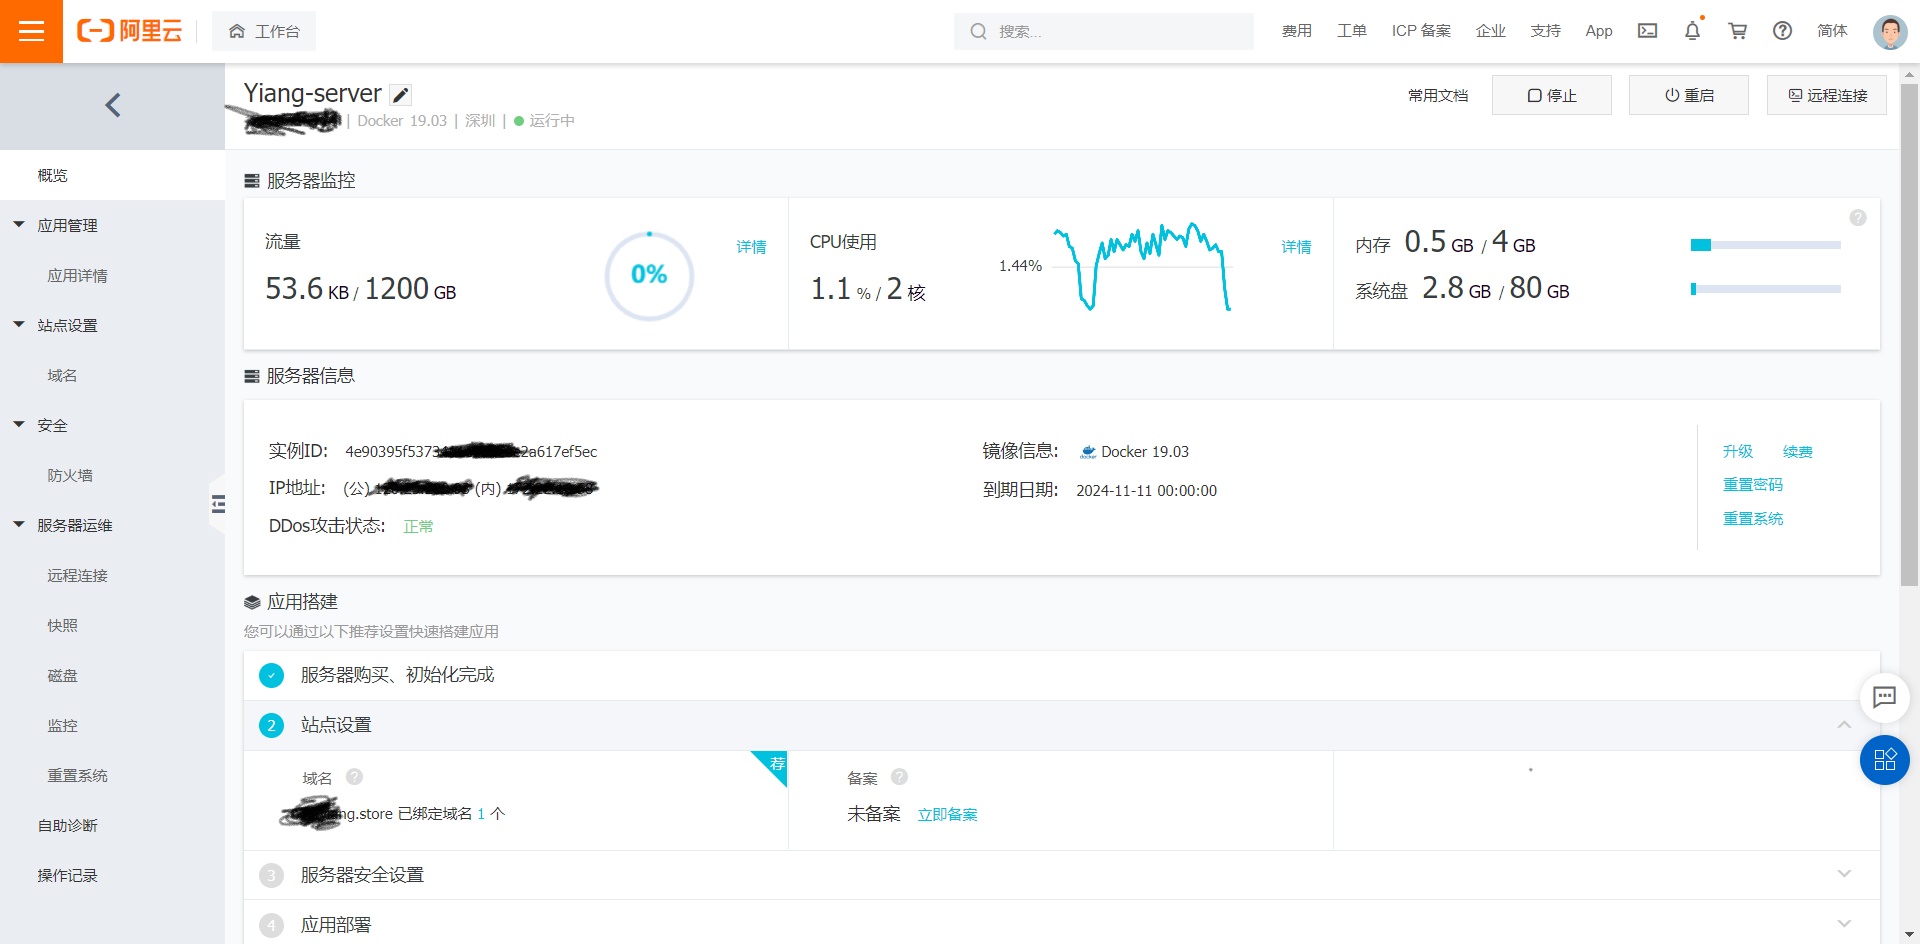 阿里云
工作台
搜索...
费用 工单 ICP 备案 企业 支持 App 简体
Yiang-server
| Docker 19.03 | 深圳 | 运行中
常用文档 停止 重启 远程连接
概览
应用管理
应用详情
站点设置
域名
安全
防火墙
服务器运维
远程连接
快照
磁盘
监控
重置系统
自助诊断
操作记录
服务器监控
流量
53.6 KB / 1200 GB
0%
详情
CPU使用
1.1 % / 2 核
1.44%
详情
内存 0.5 GB / 4 GB
系统盘 2.8 GB / 80 GB
服务器信息
实例ID: 4e90395f5373 2a617ef5ec
IP地址: (公) (内)
DDos攻击状态: 正常
镜像信息: Docker 19.03
到期日期: 2024-11-11 00:00:00
升级 续费
重置密码
重置系统
应用搭建
您可以通过以下推荐设置快速搭建应用
服务器购买、初始化完成
2 站点设置
域名 ?
荐
ng.store 已绑定域名 1 个
备案 ?
未备案 立即备案
3 服务器安全设置
4 应用部署